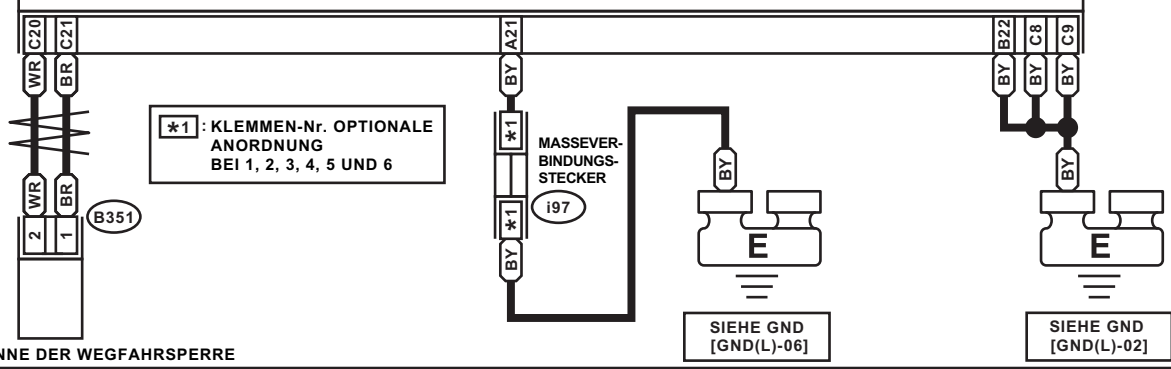 C20 C21 A21 B22 C8 C9
WR BR BY BY BY BY
*1 : KLEMMEN-Nr. OPTIONALE
ANORDNUNG
BEI 1, 2, 3, 4, 5 UND 6
*1
MASSEVER-
BINDUNGS-
STECKER
BY
BY
WR BR
B351
*1
i97
2 1
BY
E
E
SIEHE GND
[GND(L)-06]
SIEHE GND
[GND(L)-02]
NNE DER WEGFAHRSPERRE